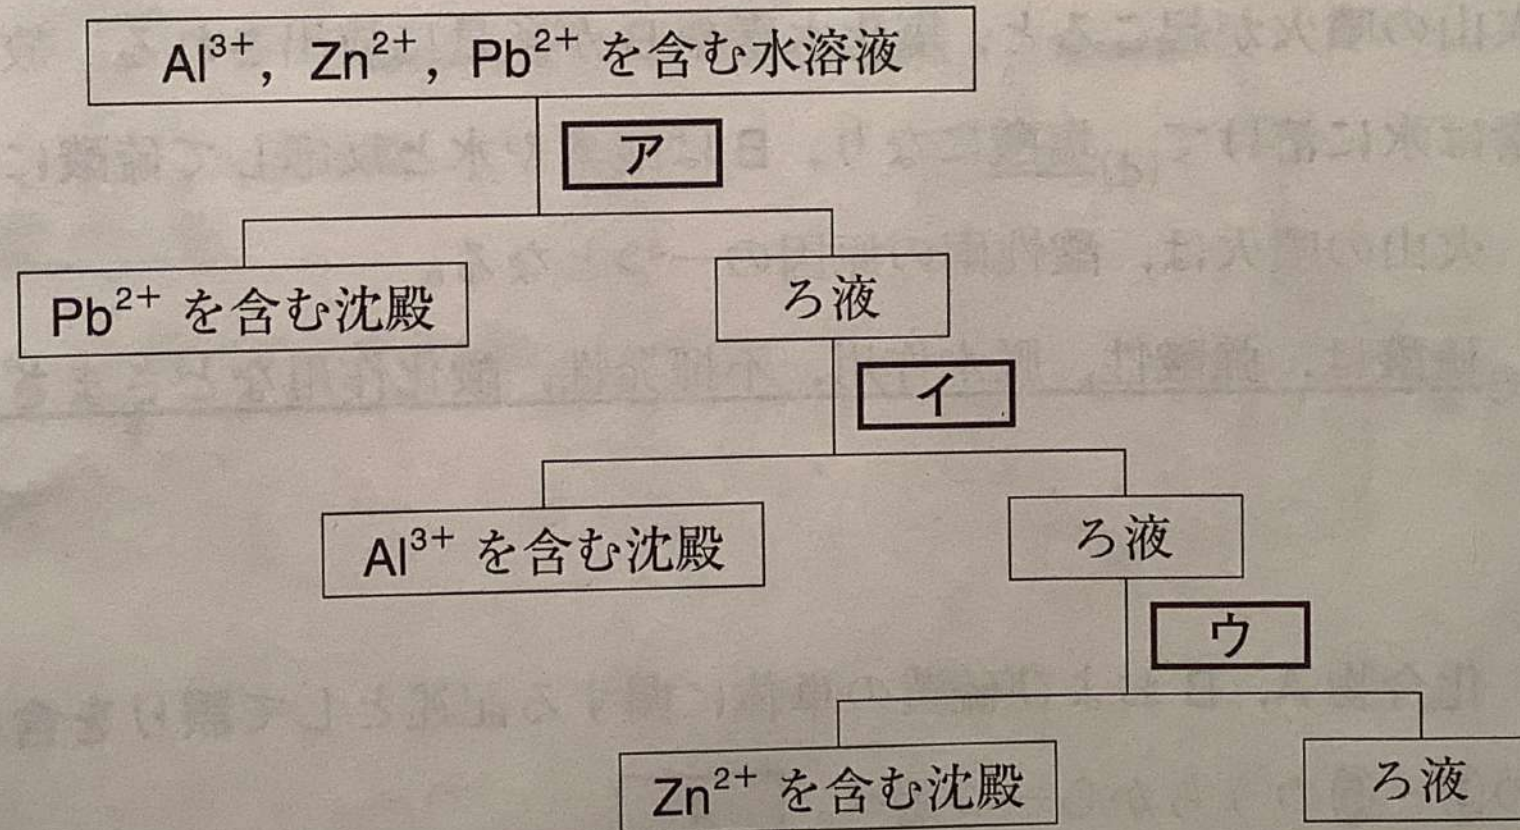 Al³⁺, Zn²⁺, Pb²⁺ を含む水溶液
ア
Pb²⁺ を含む沈殿
ろ液
イ
Al³⁺ を含む沈殿
ろ液
ウ
Zn²⁺ を含む沈殿
ろ液